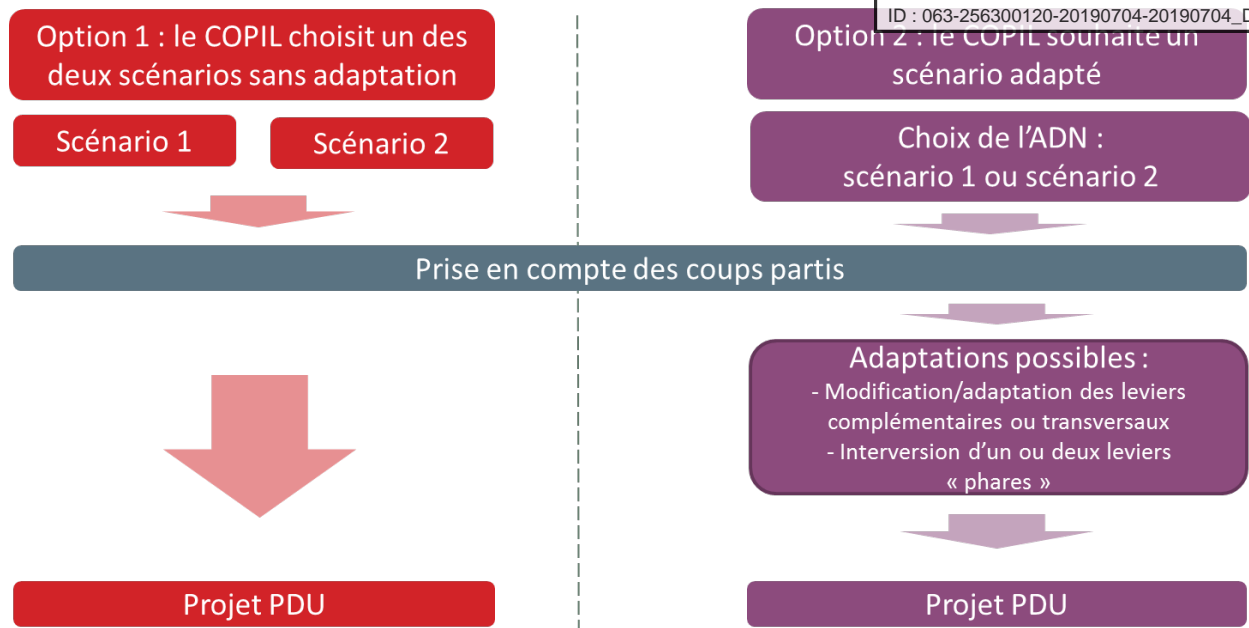 ID : 063-256300120-20190704-20190704_D
Option 1 : le COPIL choisit un des
deux scénarios sans adaptation
Scénario 1
Scénario 2
Option 2 : le COPIL souhaite un
scénario adapté
Choix de l’ADN :
scénario 1 ou scénario 2
Prise en compte des coups partis
Adaptations possibles :
- Modification/adaptation des leviers
complémentaires ou transversaux
- Interversion d’un ou deux leviers
« phares »
Projet PDU
Projet PDU